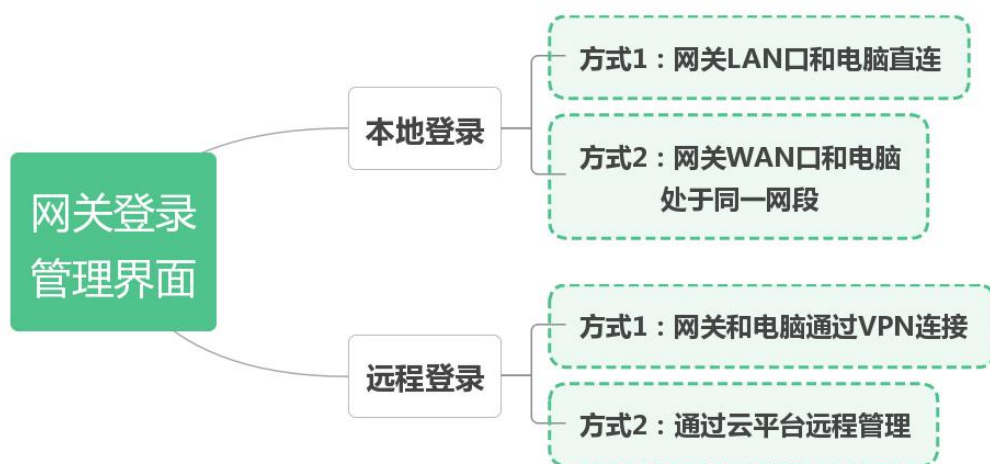 网关登录
管理界面
本地登录
方式1：网关LAN口和电脑直连
方式2：网关WAN口和电脑
处于同一网段
远程登录
方式1：网关和电脑通过VPN连接
方式2：通过云平台远程管理